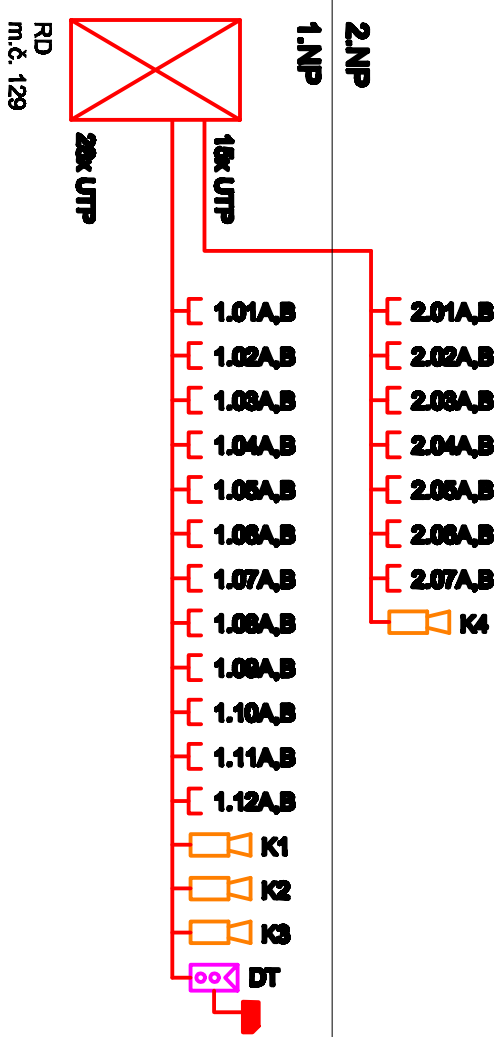 2.NP
1.NP
RD
m.č. 129
15x UTP
28x UTP
2.01A,B
2.02A,B
2.03A,B
2.04A,B
2.05A,B
2.06A,B
2.07A,B
K4
1.01A,B
1.02A,B
1.03A,B
1.04A,B
1.05A,B
1.06A,B
1.07A,B
1.08A,B
1.09A,B
1.10A,B
1.11A,B
1.12A,B
K1
K2
K3
DT